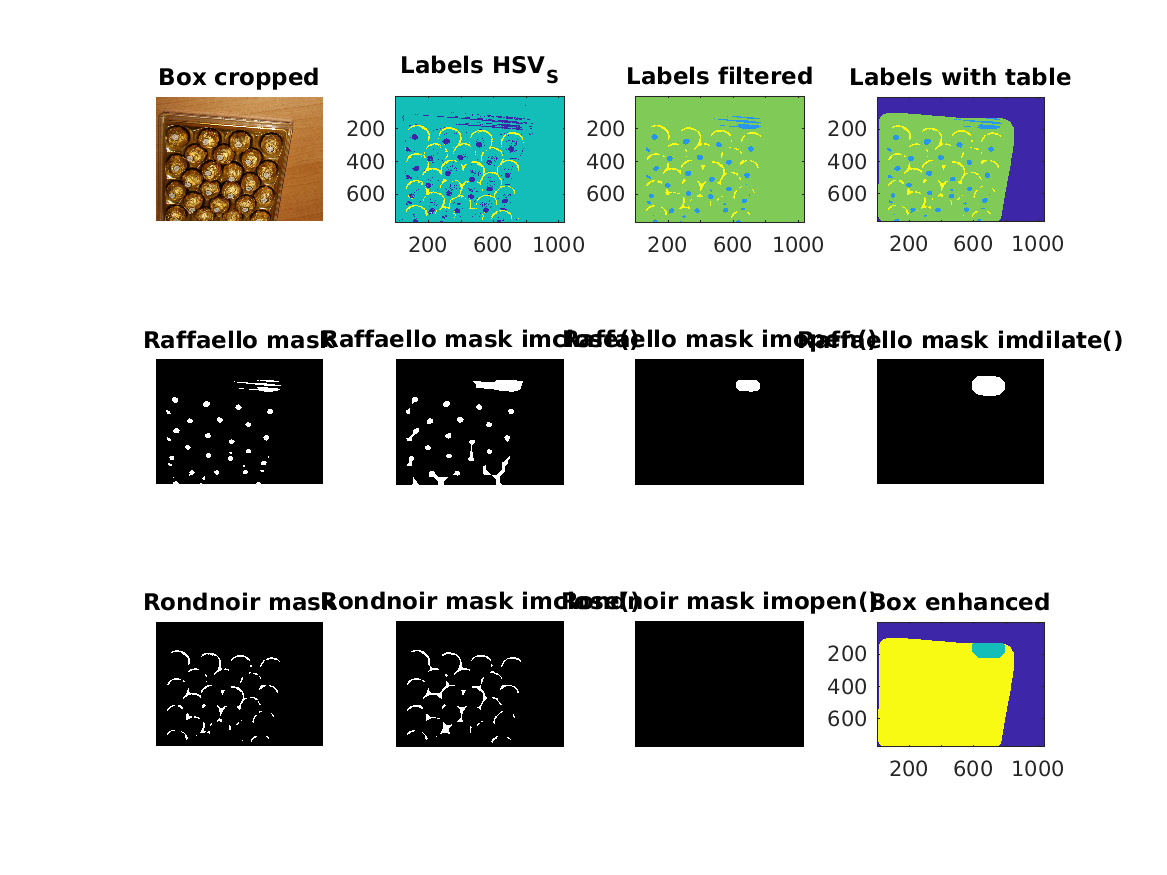 Box cropped
Labels HSV_S
Labels filtered
Labels with table
200
400
600
200 600 1000
200
400
600
200 600 1000
200
400
600
200 600 1000
Raffaello mask
Raffaello mask imclose()
Raffaello mask imopen()
Raffaello mask imdilate()
Rondnoir mask
Rondnoir mask imclose()
Rondnoir mask imopen()
Box enhanced
200
400
600
200 600 1000